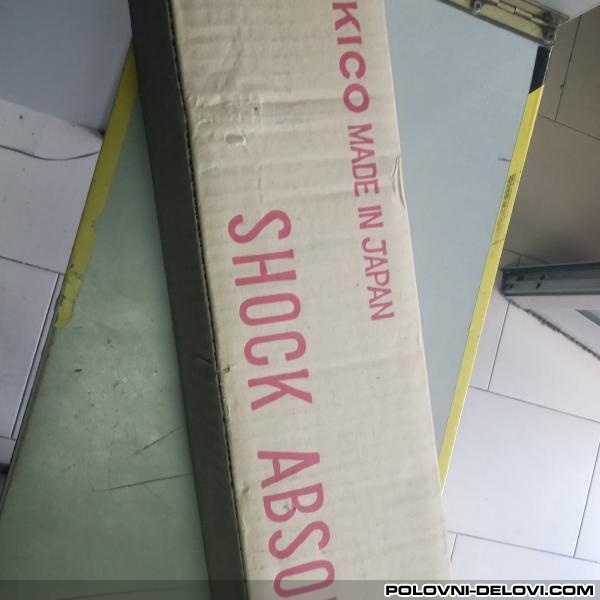 KICO MADE IN JAPAN
SHOCK ABSO
POLOVNI-DELOVI.COM